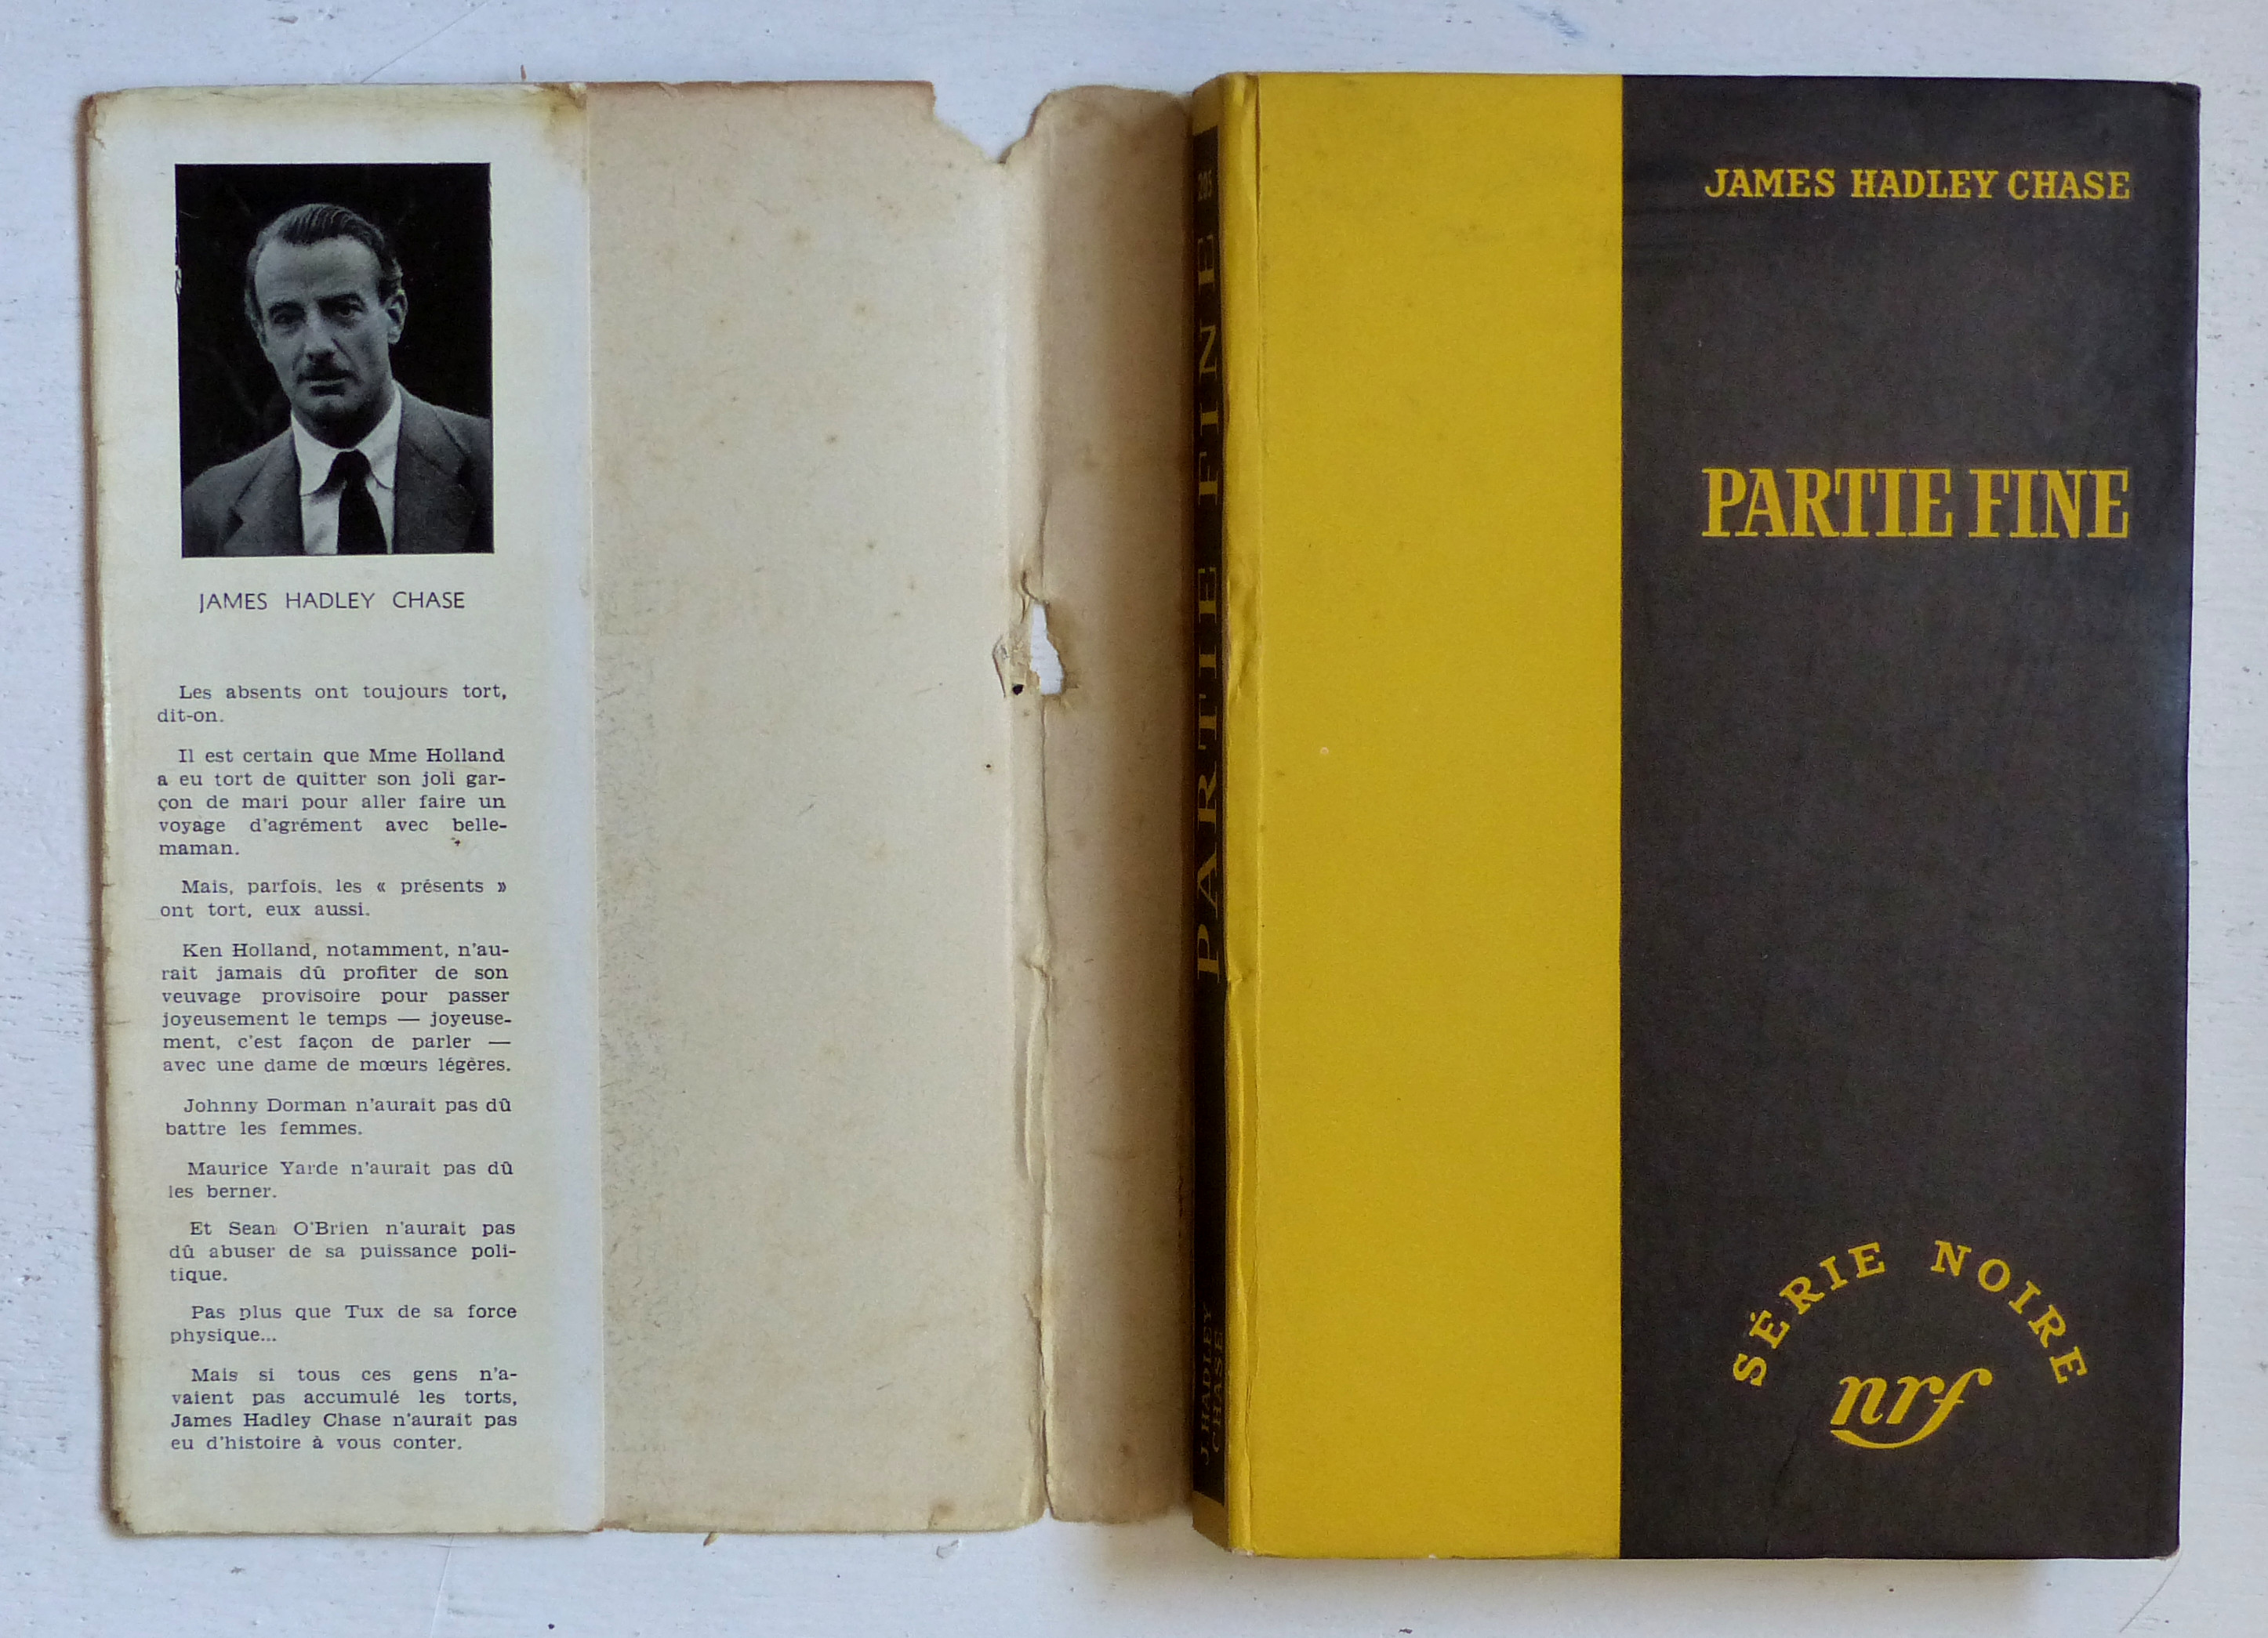 JAMES HADLEY CHASE
Les absents ont toujours tort,
dit-on.
Il est certain que Mme Holland
a eu tort de quitter son joli gar-
çon de mari pour aller faire un
voyage d'agrément avec belle-
maman.
Mais, parfois, les « présents »
ont tort, eux aussi.
Ken Holland, notamment, n'au-
rait jamais dû profiter de son
veuvage provisoire pour passer
joyeusement le temps — joyeuse-
ment, c'est façon de parler —
avec une dame de mœurs légères.
Johnny Dorman n'aurait pas dû
battre les femmes.
Maurice Yarde n'aurait pas dû
les berner.
Et Sean O'Brien n'aurait pas
dû abuser de sa puissance poli-
tique.
Pas plus que Tux de sa force
physique...
Mais si tous ces gens n'a-
vaient pas accumulé les torts,
James Hadley Chase n'aurait pas
eu d'histoire à vous conter.
205
PARTIE FINE
J. HADLEY
CHASE
JAMES HADLEY CHASE
PARTIE FINE
SÉRIE NOIRE
nrf